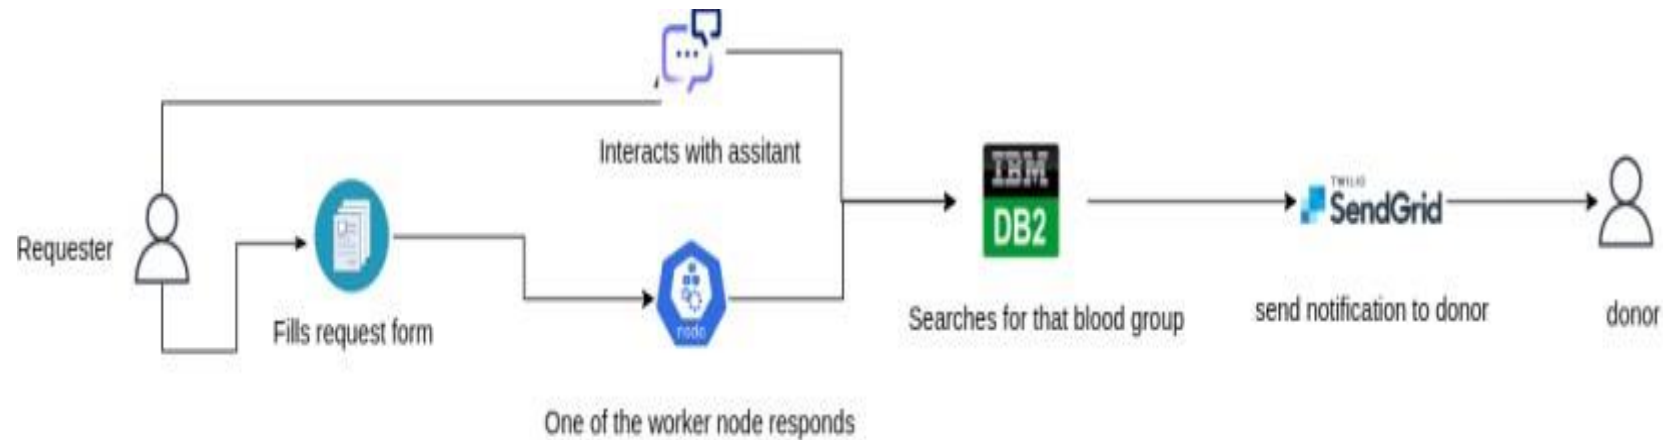 Interacts with assitant
Requester
Fills request form
node
One of the worker node responds
IBM
DB2
Searches for that blood group
TWILIO
SendGrid
send notification to donor
donor